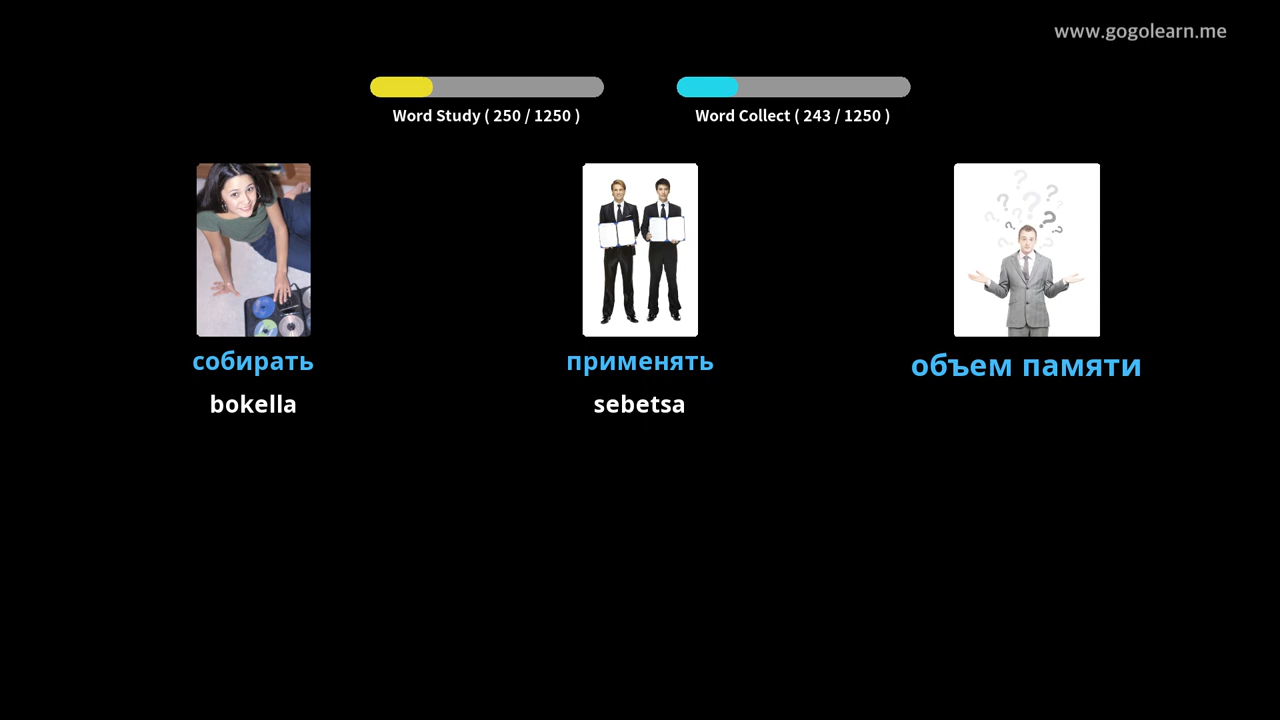 www.gogolearn.me
Word Study ( 250 / 1250 )
Word Collect ( 243 / 1250 )
собирать
применять
объем памяти
bokella
sebetsa